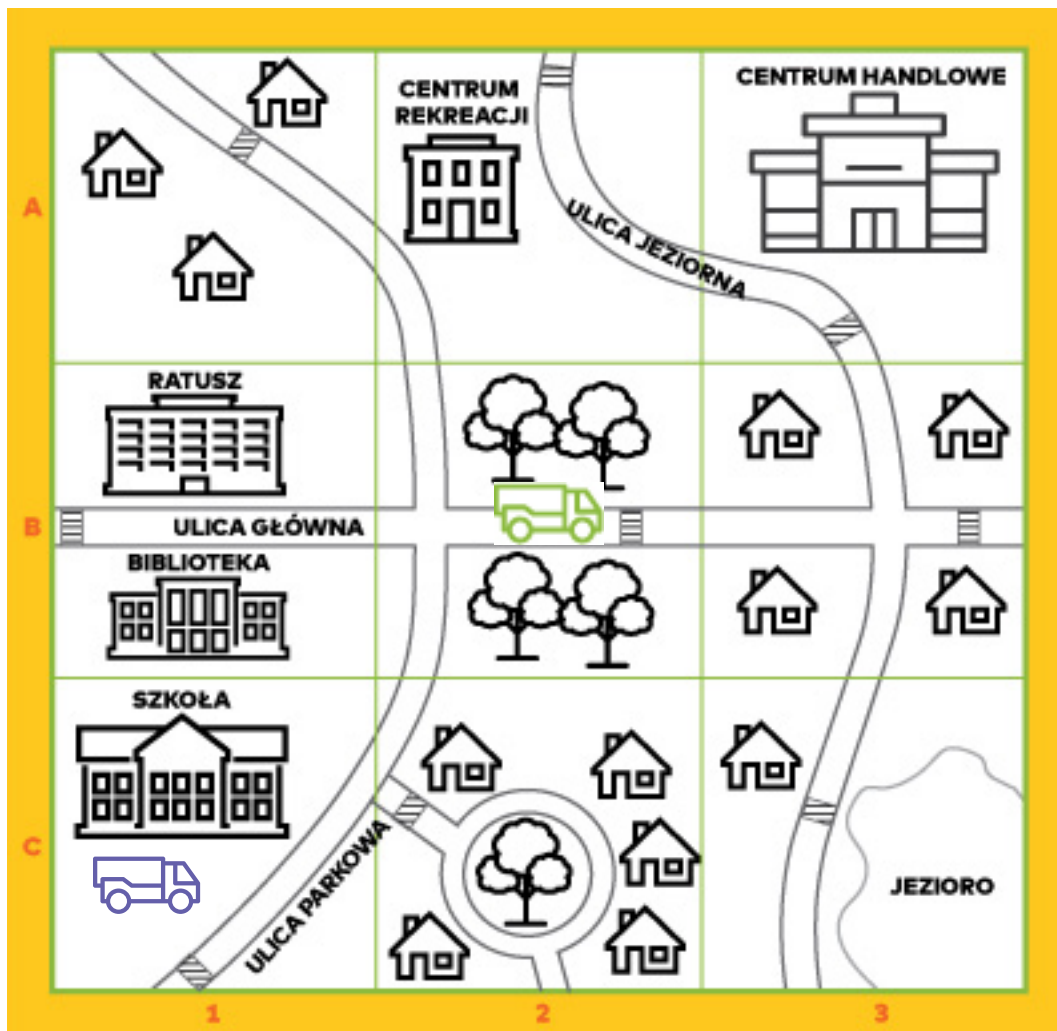 CENTRUM
REKREACJI
CENTRUM HANDLOWE
A
ULICA JEZIORNA
RATUSZ
B
ULICA GŁÓWNA
BIBLIOTEKA
SZKOŁA
C
ULICA PARKOWA
JEZIORO
1
2
3